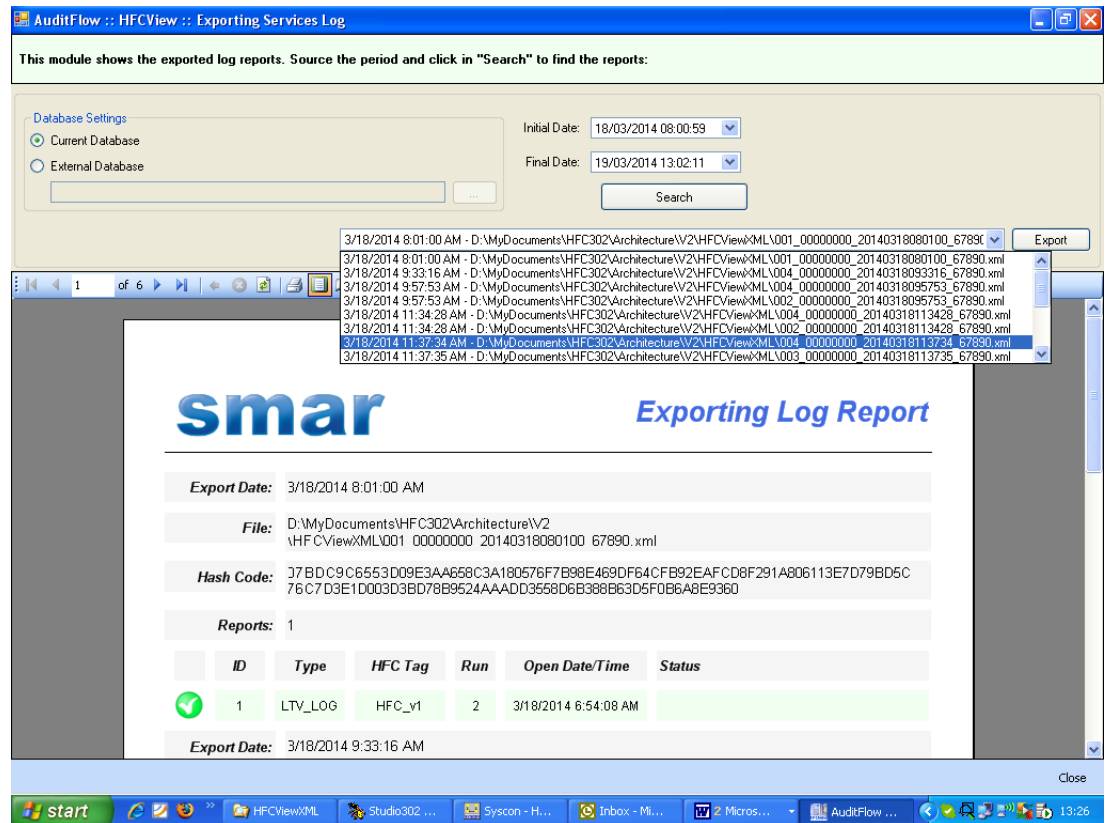 AuditFlow :: HFCView :: Exporting Services Log
This module shows the exported log reports. Source the period and click in "Search" to find the reports:
Database Settings
Current Database
External Database
...
Initial Date: 18/03/2014 08:00:59
Final Date: 19/03/2014 13:02:11
Search
3/18/2014 8:01:00 AM - D:\MyDocuments\HFC302\Architecture\V2\HFCViewXML\001_00000000_20140318080100_67890
Export
3/18/2014 8:01:00 AM - D:\MyDocuments\HFC302\Architecture\V2\HFCViewXML\001_00000000_20140318080100_67890.xml
3/18/2014 9:33:16 AM - D:\MyDocuments\HFC302\Architecture\V2\HFCViewXML\004_00000000_20140318093316_67890.xml
3/18/2014 9:57:53 AM - D:\MyDocuments\HFC302\Architecture\V2\HFCViewXML\004_00000000_20140318095753_67890.xml
3/18/2014 9:57:53 AM - D:\MyDocuments\HFC302\Architecture\V2\HFCViewXML\002_00000000_20140318095753_67890.xml
3/18/2014 11:34:28 AM - D:\MyDocuments\HFC302\Architecture\V2\HFCViewXML\004_00000000_20140318113428_67890.xml
3/18/2014 11:34:28 AM - D:\MyDocuments\HFC302\Architecture\V2\HFCViewXML\002_00000000_20140318113428_67890.xml
3/18/2014 11:37:34 AM - D:\MyDocuments\HFC302\Architecture\V2\HFCViewXML\004_00000000_20140318113734_67890.xml
3/18/2014 11:37:35 AM - D:\MyDocuments\HFC302\Architecture\V2\HFCViewXML\003_00000000_20140318113735_67890.xml
1 of 6
smar
Exporting Log Report
Export Date: 3/18/2014 8:01:00 AM
File: D:\MyDocuments\HFC302\Architecture\V2
\HFCViewXML\001_00000000_20140318080100_67890.xml
Hash Code: 07BDC9C6553D09E3AA658C3A180576F7B98E469DF64CFB92EAFCD8F291A806113E7D79BD5C
76C7D3E1D003D3BD78B9524AAADD3558D6B388B63D5F0B6A8E9360
Reports: 1
ID Type HFC Tag Run Open Date/Time Status
1 LTV_LOG HFC_v1 2 3/18/2014 6:54:08 AM
Export Date: 3/18/2014 9:33:16 AM
Close
start HFCViewXML Studio302 ... Syscon - H... Inbox - Mi... 2 Micros... AuditFlow ... 13:26